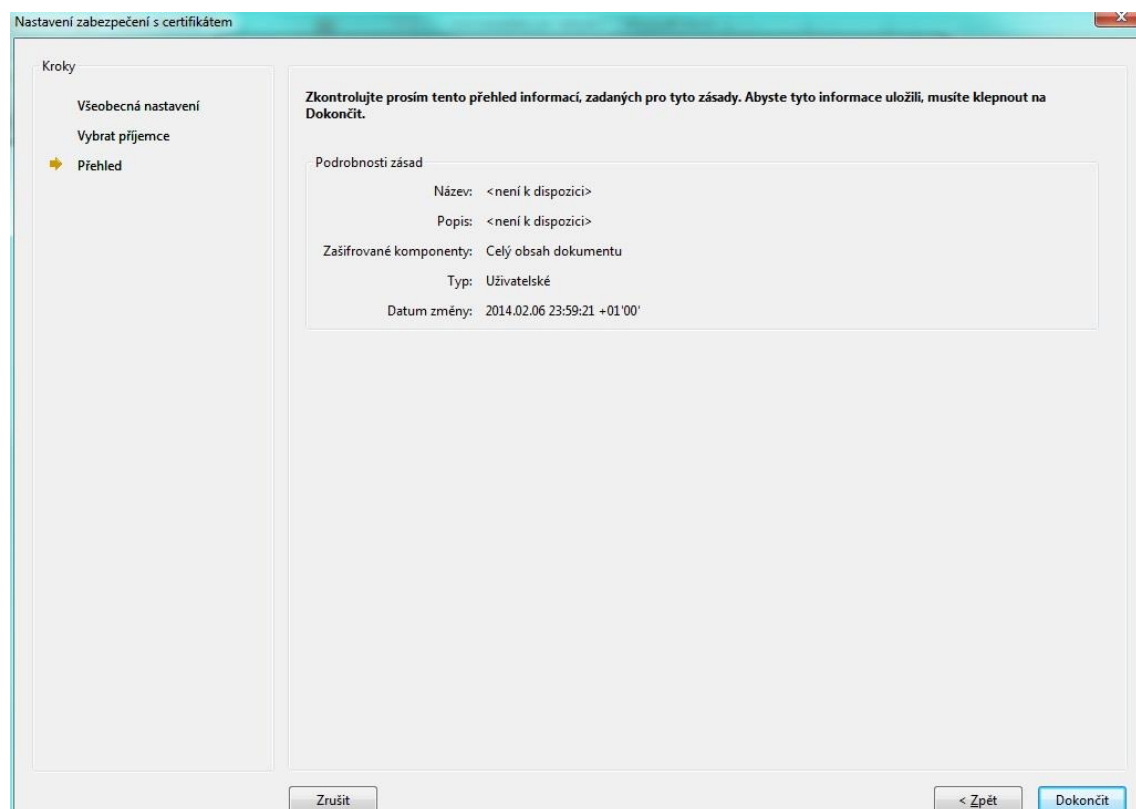 Nastavení zabezpečení s certifikátem
Kroky
Všeobecná nastavení
Vybrat příjemce
Přehled
Zkontrolujte prosím tento přehled informací, zadaných pro tyto zásady. Abyste tyto informace uložili, musíte klepnout na
Dokončit.
Podrobnosti zásad
Název: <není k dispozici>
Popis: <není k dispozici>
Zašifrované komponenty: Celý obsah dokumentu
Typ: Uživatelské
Datum změny: 2014.02.06 23:59:21 +01'00'
Zrušit
< Zpět
Dokončit